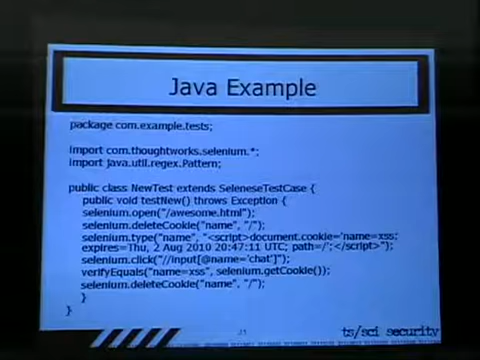 Java Example
package com.example.tests;
import com.thoughtworks.selenium.*;
import java.util.regex.Pattern;
public class NewTest extends SeleneseTestCase {
public void testNew() throws Exception {
selenium.open("/awesome.html");
selenium.deleteCookie("name", "/");
selenium.type("name", "<script>document.cookie='name=xss;
expires=Thu, 2 Aug 2010 20:47:11 UTC; path=/';</script>");
selenium.click("//input[@name='chat']");
verifyEquals("name=xss", selenium.getCookie());
selenium.deleteCookie("name", "/");
}
}
31
ts/sci security